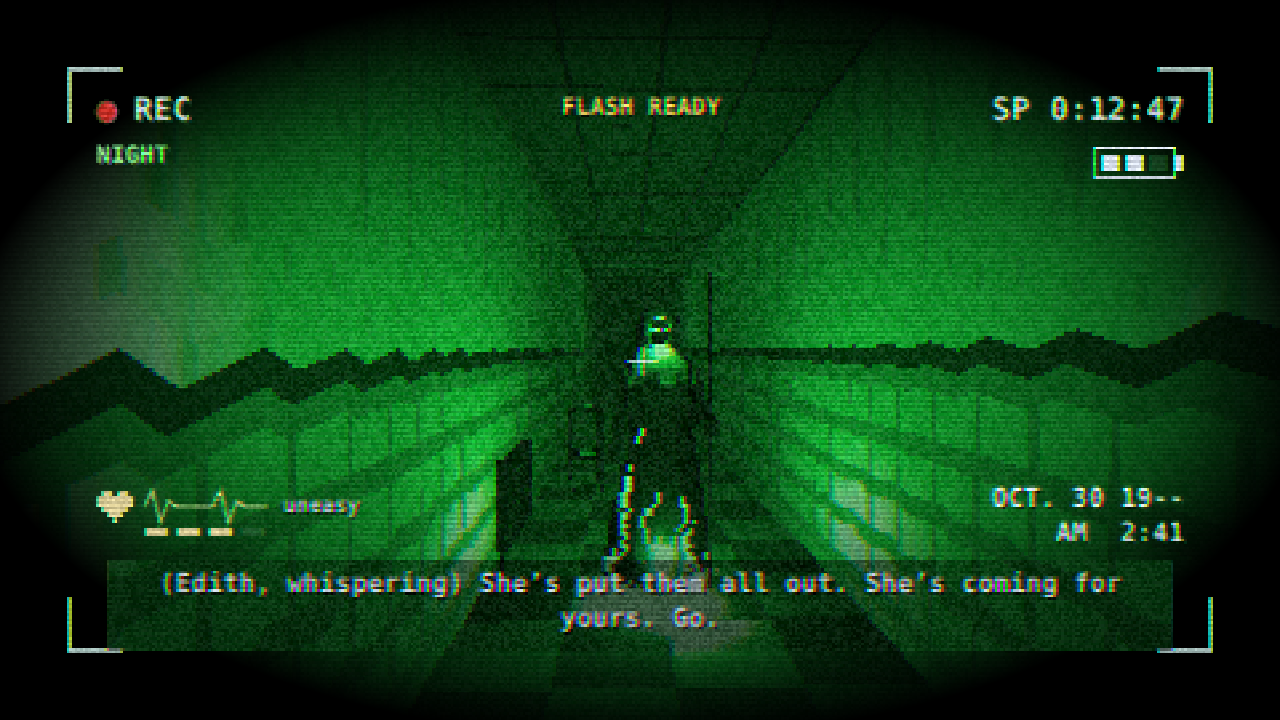 REC
FLASH READY
SP 0:12:47
NIGHT
uneasy
OCT. 30 19--
AM 2:41
(Edith, whispering) She's put them all out. She's coming for
yours. Go.